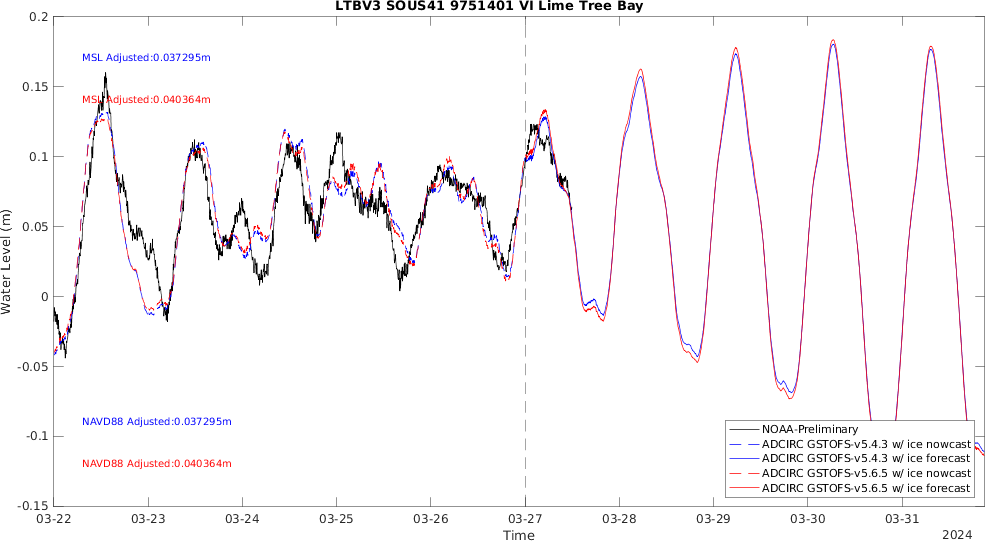 LTBV3 SOUS41 9751401 VI Lime Tree Bay
0.2
0.15
0.1
0.05
0
-0.05
-0.1
-0.15
Water Level (m)
MSL Adjusted:0.037295m
MSL Adjusted:0.040364m
NAVD88 Adjusted:0.037295m
NAVD88 Adjusted:0.040364m
NOAA-Preliminary
ADCIRC GSTOFS-v5.4.3 w/ ice nowcast
ADCIRC GSTOFS-v5.4.3 w/ ice forecast
ADCIRC GSTOFS-v5.6.5 w/ ice nowcast
ADCIRC GSTOFS-v5.6.5 w/ ice forecast
03-22 03-23 03-24 03-25 03-26 03-27 03-28 03-29 03-30 03-31
Time
2024